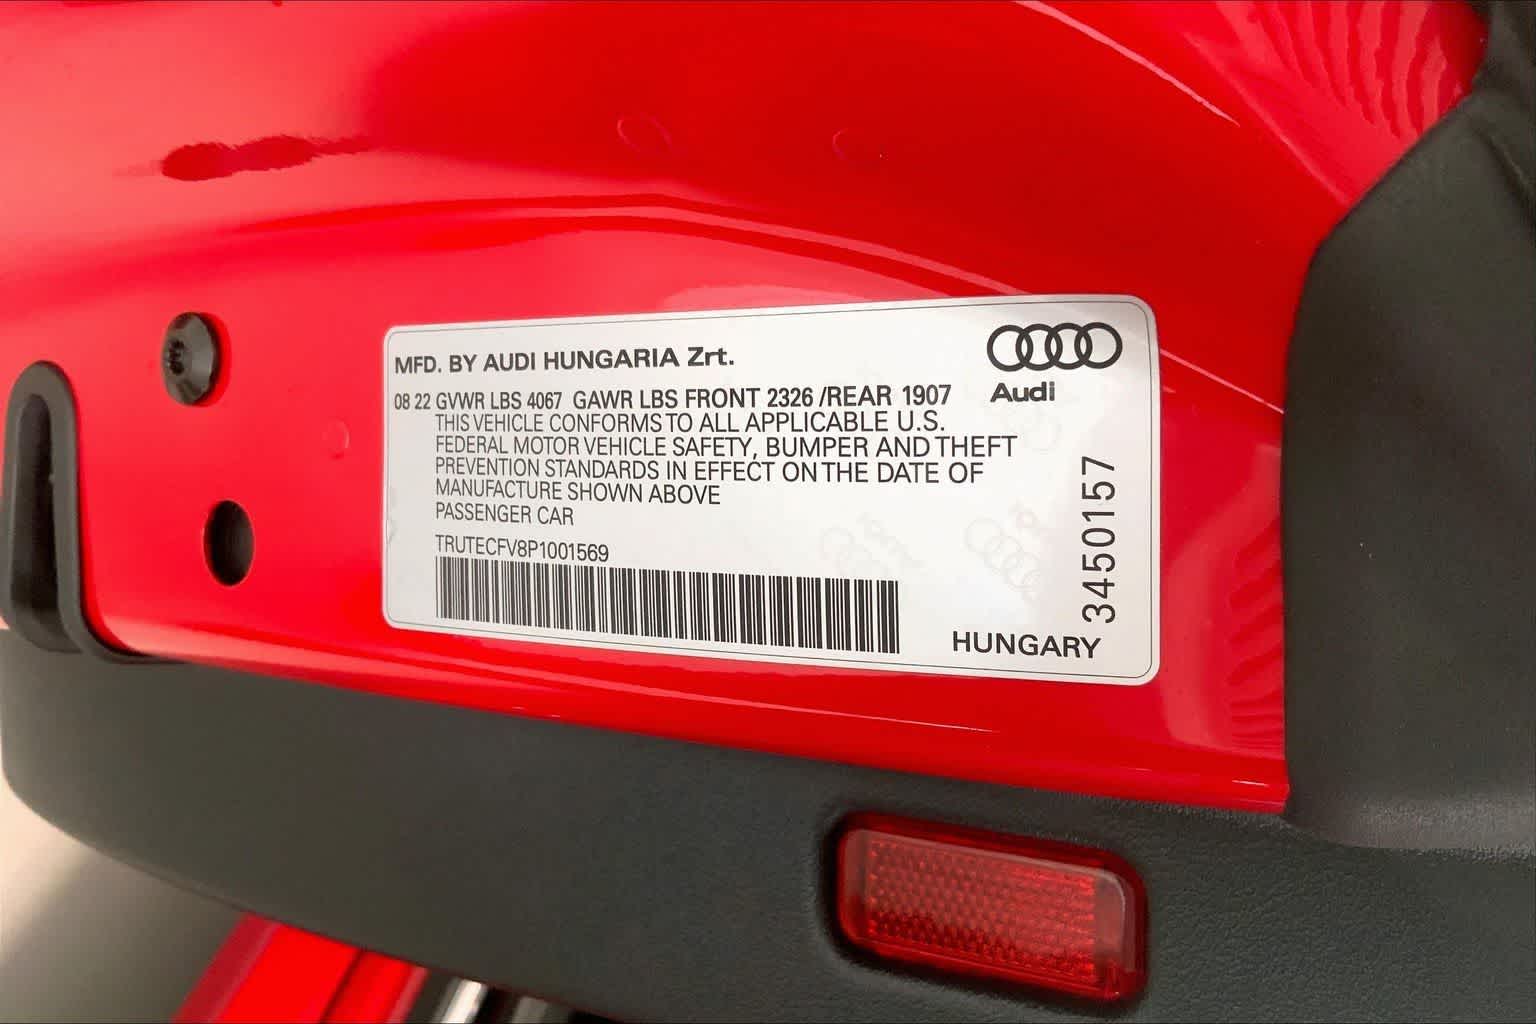 MFD. BY AUDI HUNGARIA Zrt.
Audi
08 22 GVWR LBS 4067 GAWR LBS FRONT 2326 /REAR 1907
THIS VEHICLE CONFORMS TO ALL APPLICABLE U.S.
FEDERAL MOTOR VEHICLE SAFETY, BUMPER AND THEFT
PREVENTION STANDARDS IN EFFECT ON THE DATE OF
MANUFACTURE SHOWN ABOVE
PASSENGER CAR
TRUTECFV8P1001569
3450157
HUNGARY